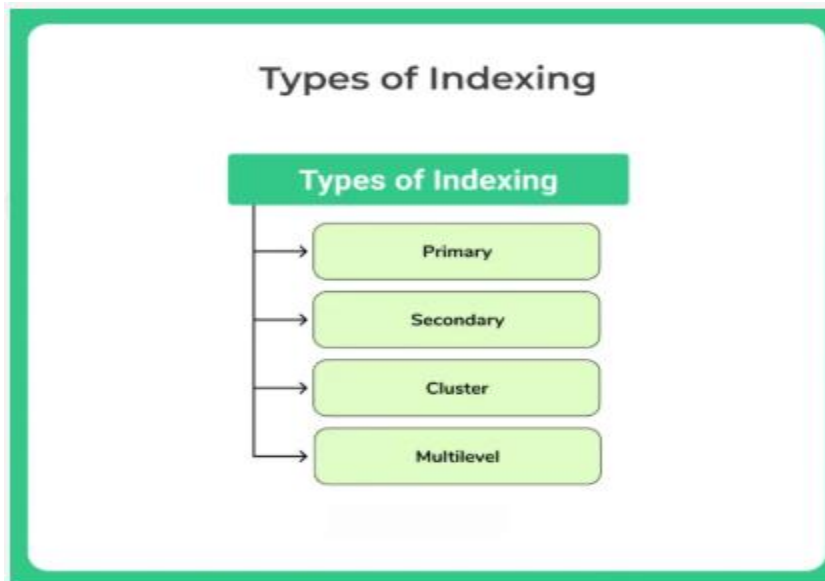 Types of Indexing
Types of Indexing
Primary
Secondary
Cluster
Multilevel